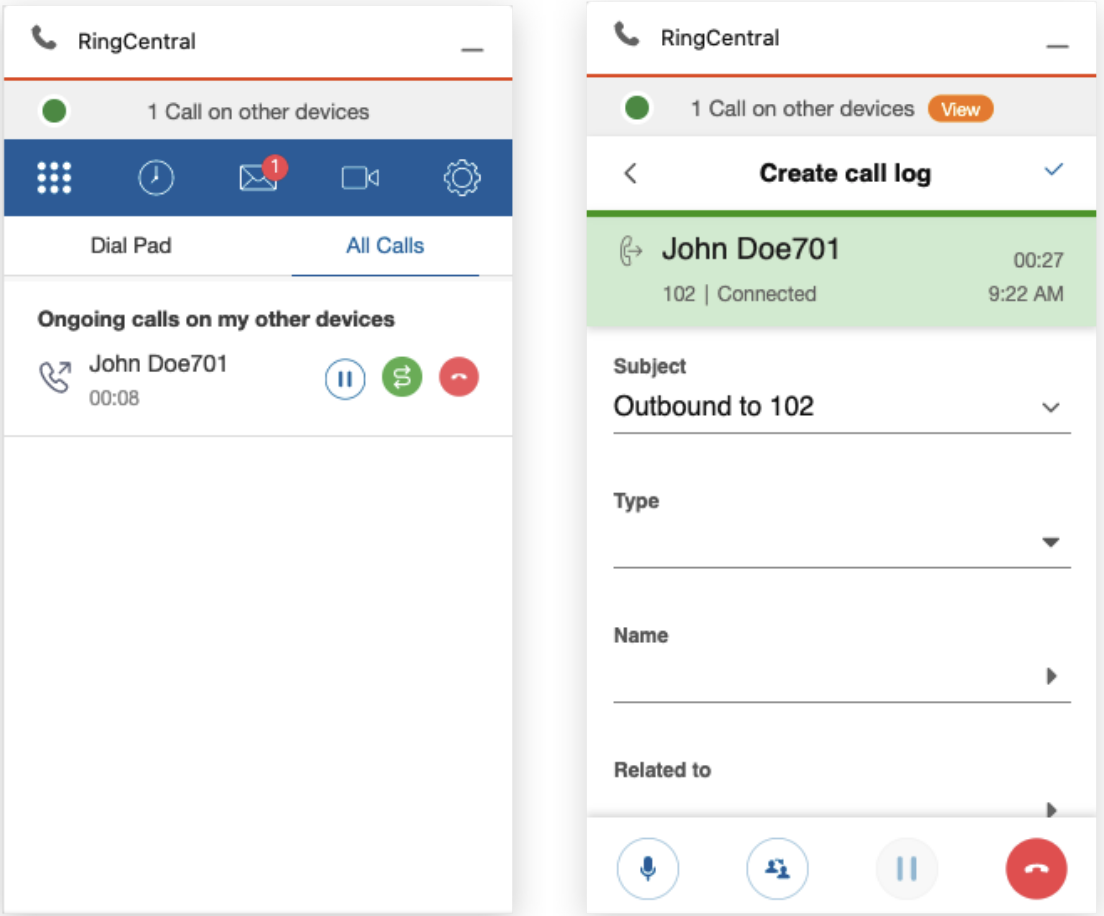 RingCentral
1 Call on other devices
1
Dial Pad
All Calls
Ongoing calls on my other devices
John Doe701
00:08
RingCentral
1 Call on other devices
View
Create call log
John Doe701
00:27
102 | Connected
9:22 AM
Subject
Outbound to 102
Type
Name
Related to